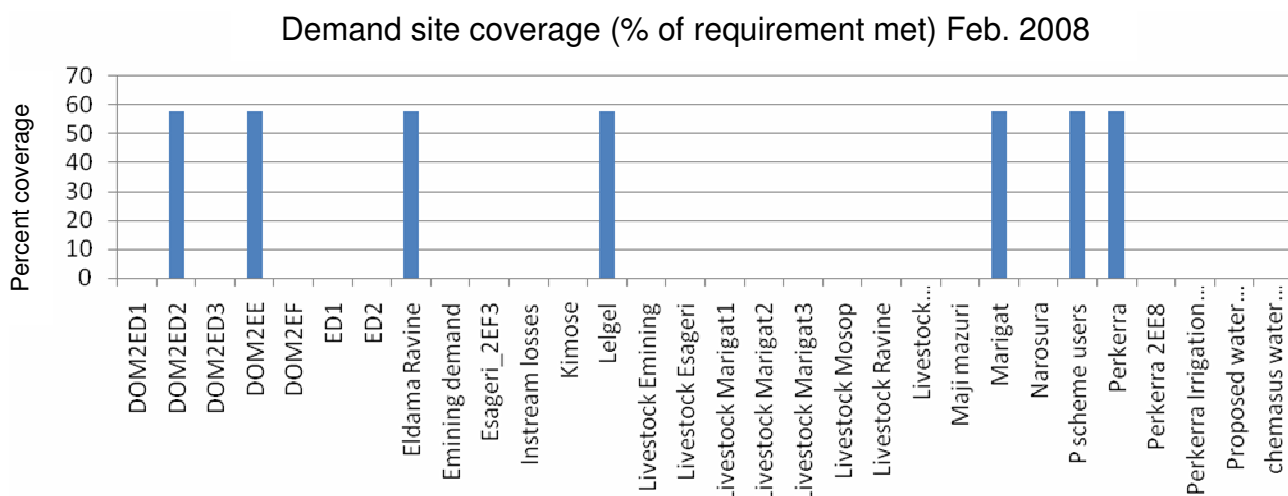 Demand site coverage (% of requirement met) Feb. 2008
Percent coverage
70
60
50
40
30
20
10
0
DOM2ED1
DOM2ED2
DOM2ED3
DOM2EE
DOM2EF
ED1
ED2
Eldama Ravine
Emining demand
Esageri_2EF3
Instream losses
Kimose
Lelgel
Livestock Emining
Livestock Esageri
Livestock Marigat1
Livestock Marigat2
Livestock Marigat3
Livestock Mosop
Livestock Ravine
Livestock...
Maji mazuri
Marigat
Narosura
P scheme users
Perkerra
Perkerra 2EE8
Perkerra Irrigation...
Proposed water...
chemasus water...